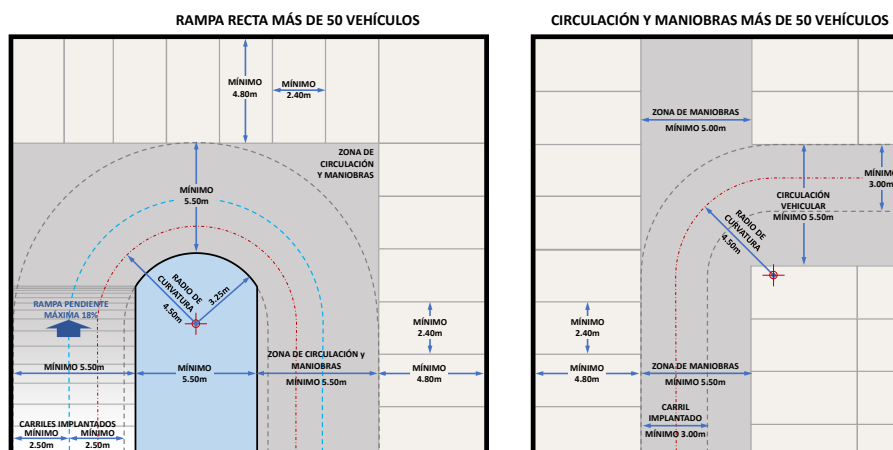 RAMPA RECTA MÁS DE 50 VEHÍCULOS
MÍNIMO
4.80m
MÍNIMO
2.40m
ZONA DE
CIRCULACIÓN
Y MANIOBRAS
MÍNIMO
5.50m
RADIO DE
CURVATURA
4.50m
3.25m
RAMPA PENDIENTE
MÁXIMA 18%
MÍNIMO
2.40m
MÍNIMO 5.50m
MÍNIMO
5.50m
ZONA DE CIRCULACIÓN y
MANIOBRAS
MÍNIMO 5.50m
MÍNIMO
4.80m
CARRILES IMPLANTADOS
MÍNIMO
2.50m
MÍNIMO
2.50m
CIRCULACIÓN Y MANIOBRAS MÁS DE 50 VEHÍCULOS
ZONA DE MANIOBRAS
MÍNIMO 5.00m
MÍNIMO
3.00m
CIRCULACIÓN
VEHICULAR
MÍNIMO 5.50m
RADIO DE
CURVATURA
4.50m
MÍNIMO
2.40m
MÍNIMO
4.80m
ZONA DE MANIOBRAS
MÍNIMO 5.50m
CARRIL
IMPLANTADO
MÍNIMO 3.00m